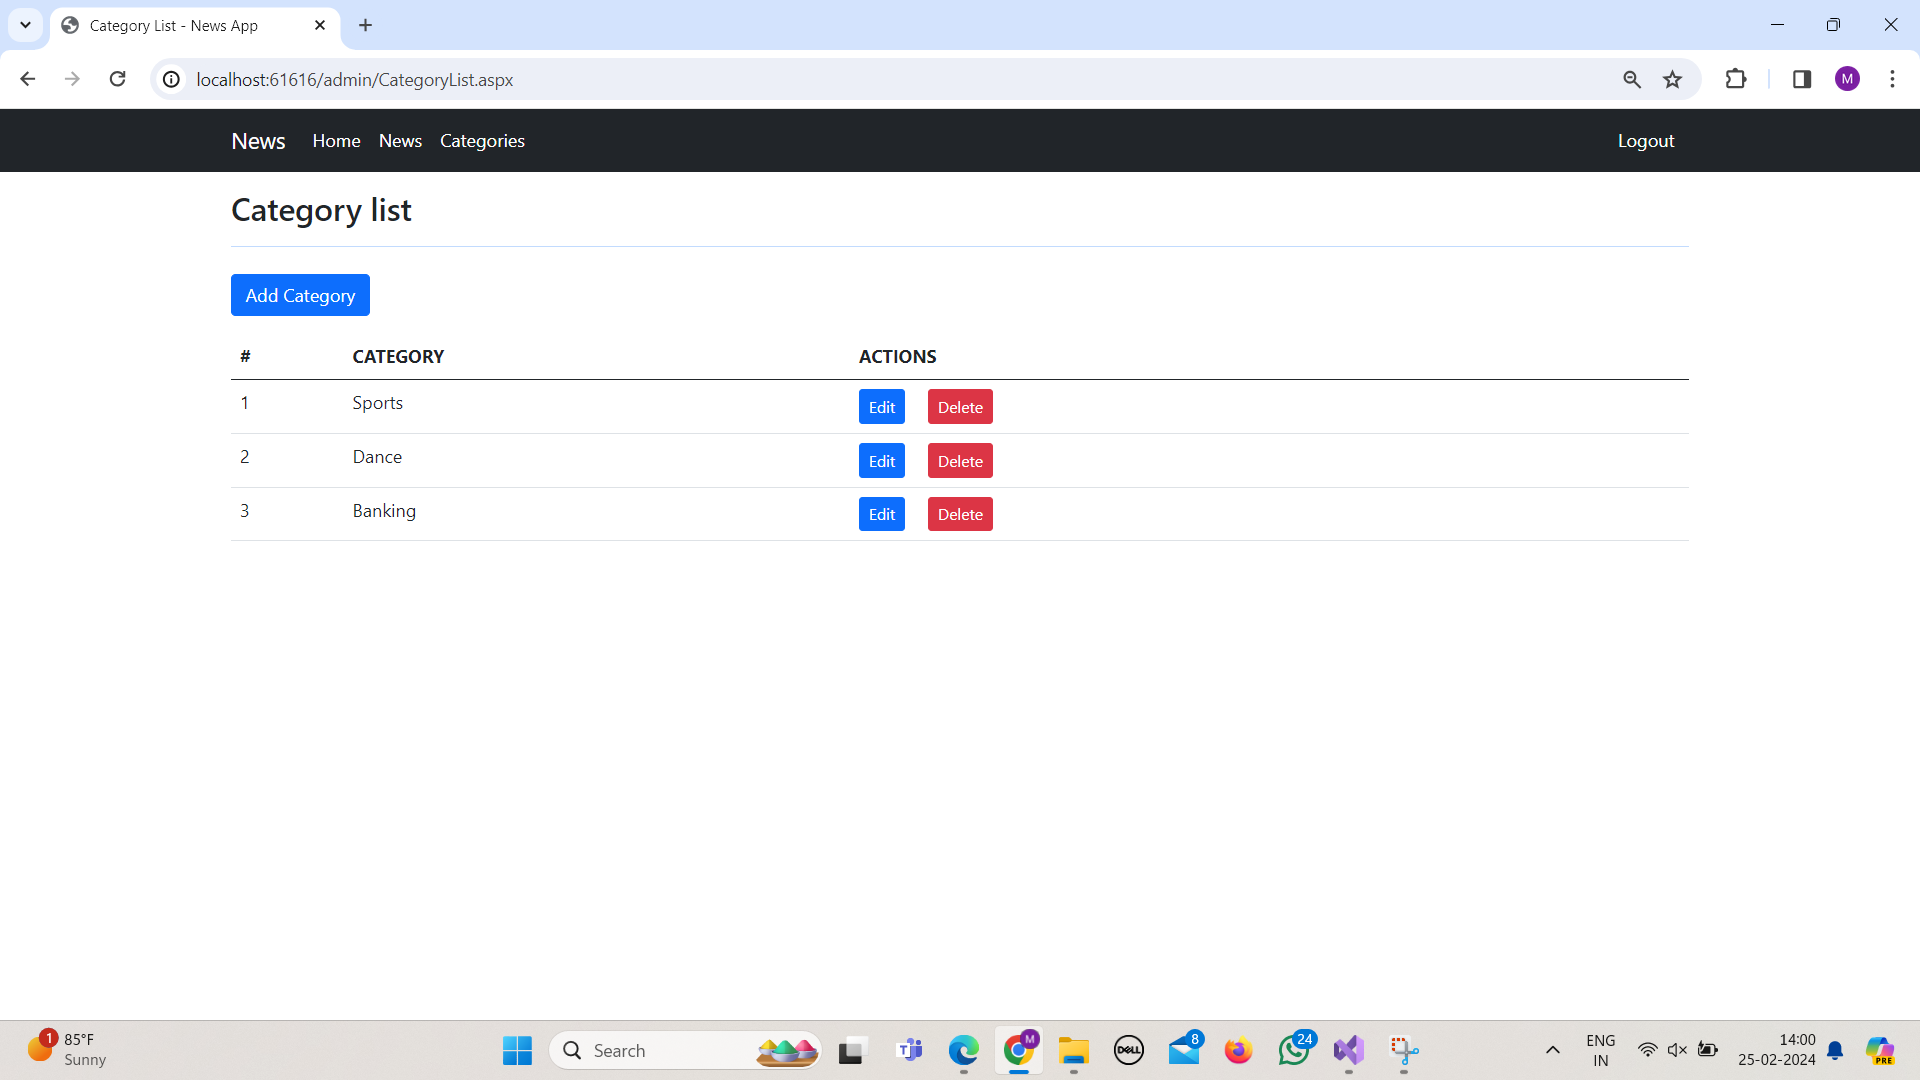 Category List - News App
localhost:61616/admin/CategoryList.aspx
M
News Home News Categories Logout
Category list
Add Category
# CATEGORY ACTIONS
1 Sports Edit Delete
2 Dance Edit Delete
3 Banking Edit Delete
1 85°F
Sunny
Search
M
DELL
8
24
ENG
IN
14:00
25-02-2024
PRE